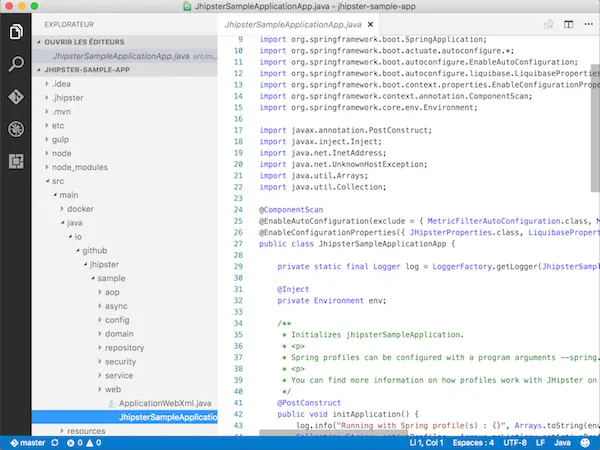 JhipsterSampleApplicationApp.java — jhipster-sample-app
EXPLORATEUR
OUVRIR LES ÉDITEURS
JhipsterSampleApplicationApp.java src/m...
JHIPSTER-SAMPLE-APP
.idea
.jhipster
.mvn
etc
gulp
node
node_modules
src
main
docker
java
io
github
jhipster
sample
aop
async
config
domain
repository
security
service
web
ApplicationWebXml.java
JhipsterSampleApplicatio
resources
JhipsterSampleApplicationApp.java
9 import org.springframework.boot.SpringApplication;
10 import org.springframework.boot.actuate.autoconfigure.*;
11 import org.springframework.boot.autoconfigure.EnableAutoConfiguration;
12 import org.springframework.boot.autoconfigure.liquibase.LiquibaseProperties
13 import org.springframework.boot.context.properties.EnableConfigurationPrope
14 import org.springframework.context.annotation.ComponentScan;
15 import org.springframework.core.env.Environment;
16
17 import javax.annotation.PostConstruct;
18 import javax.inject.Inject;
19 import java.net.InetAddress;
20 import java.net.UnknownHostException;
21 import java.util.Arrays;
22 import java.util.Collection;
23
24 @ComponentScan
25 @EnableAutoConfiguration(exclude = { MetricFilterAutoConfiguration.class, M
26 @EnableConfigurationProperties({ JHipsterProperties.class, LiquibasePropert
27 public class JhipsterSampleApplicationApp {
28
29 private static final Logger log = LoggerFactory.getLogger(JhipsterSampl
30
31 @Inject
32 private Environment env;
33
34 /**
35 * Initializes jhipsterSampleApplication.
36 * <p>
37 * Spring profiles can be configured with a program arguments --spring.
38 * <p>
39 * You can find more information on how profiles work with JHipster on
40 */
41 @PostConstruct
42 public void initApplication() {
43 log.info("Running with Spring profile(s) : {}", Arrays.toString(env
master
0 0
Li 1, Col 1
Espaces : 4
UTF-8
LF
Java